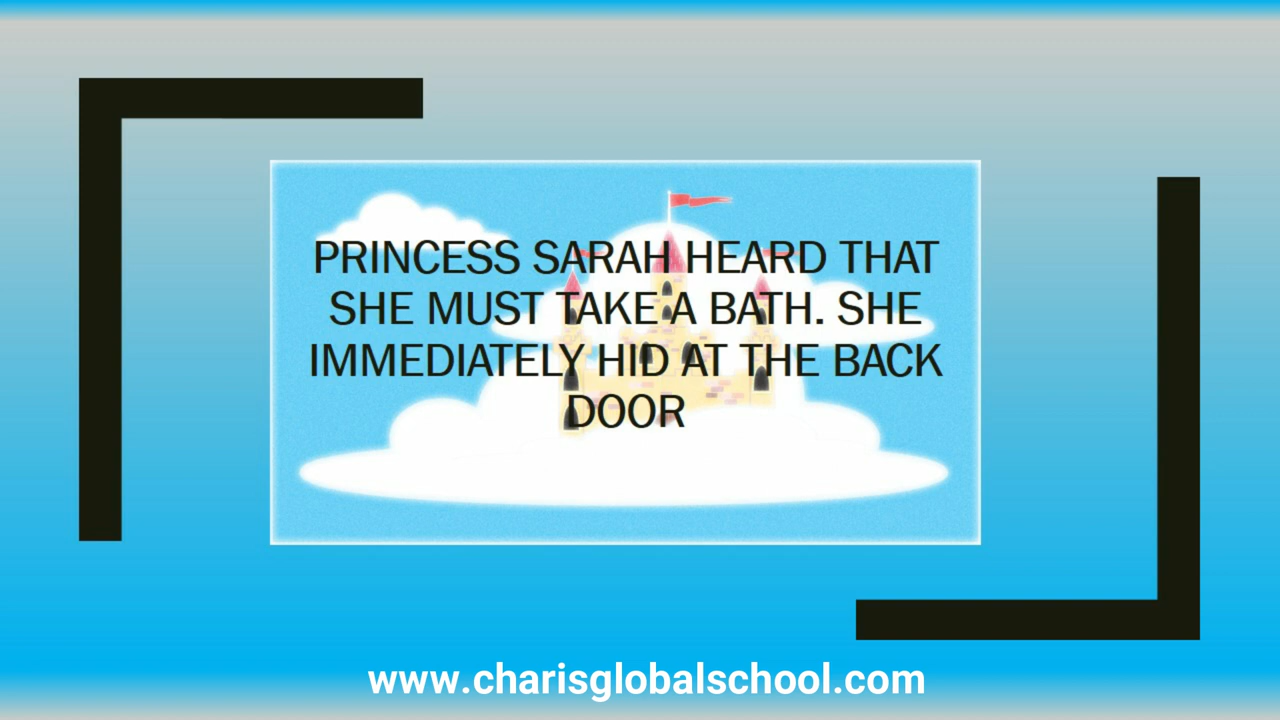 PRINCESS SARAH HEARD THAT
SHE MUST TAKE A BATH. SHE
IMMEDIATELY HID AT THE BACK
DOOR
www.charisglobalschool.com